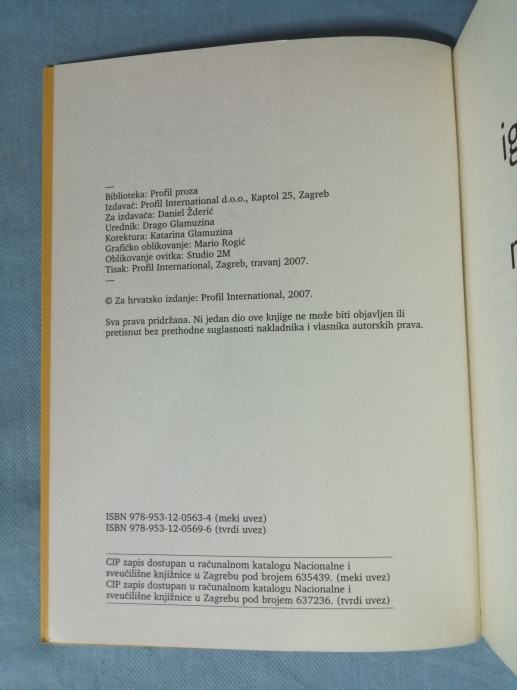 —
Biblioteka: Profil proza
Izdavač: Profil International d.o.o., Kaptol 25, Zagreb
Za izdavača: Daniel Žderić
Urednik: Drago Glamuzina
Korektura: Katarina Glamuzina
Grafičko oblikovanje: Mario Rogić
Oblikovanje ovitka: Studio 2M
Tisak: Profil International, Zagreb, travanj 2007.
—
© Za hrvatsko izdanje: Profil International, 2007.
Sva prava pridržana. Ni jedan dio ove knjige ne može biti objavljen ili
pretisnut bez prethodne suglasnosti nakladnika i vlasnika autorskih prava.
ISBN 978-953-12-0563-4 (meki uvez)
ISBN 978-953-12-0569-6 (tvrdi uvez)
CIP zapis dostupan u računalnom katalogu Nacionalne i
sveučilišne knjižnice u Zagrebu pod brojem 635439. (meki uvez)
CIP zapis dostupan u računalnom katalogu Nacionalne i
sveučilišne knjižnice u Zagrebu pod brojem 637236. (tvrdi uvez)